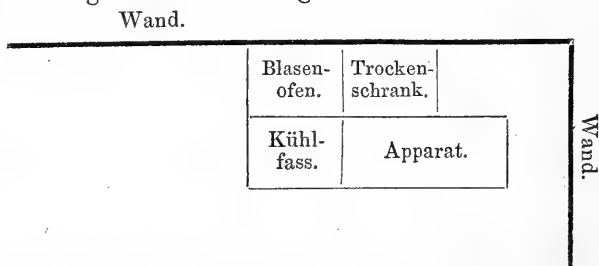 Wand.
Blasen-
ofen.
Trocken-
schrank.
Kühl-
fass.
Apparat.
Wand.